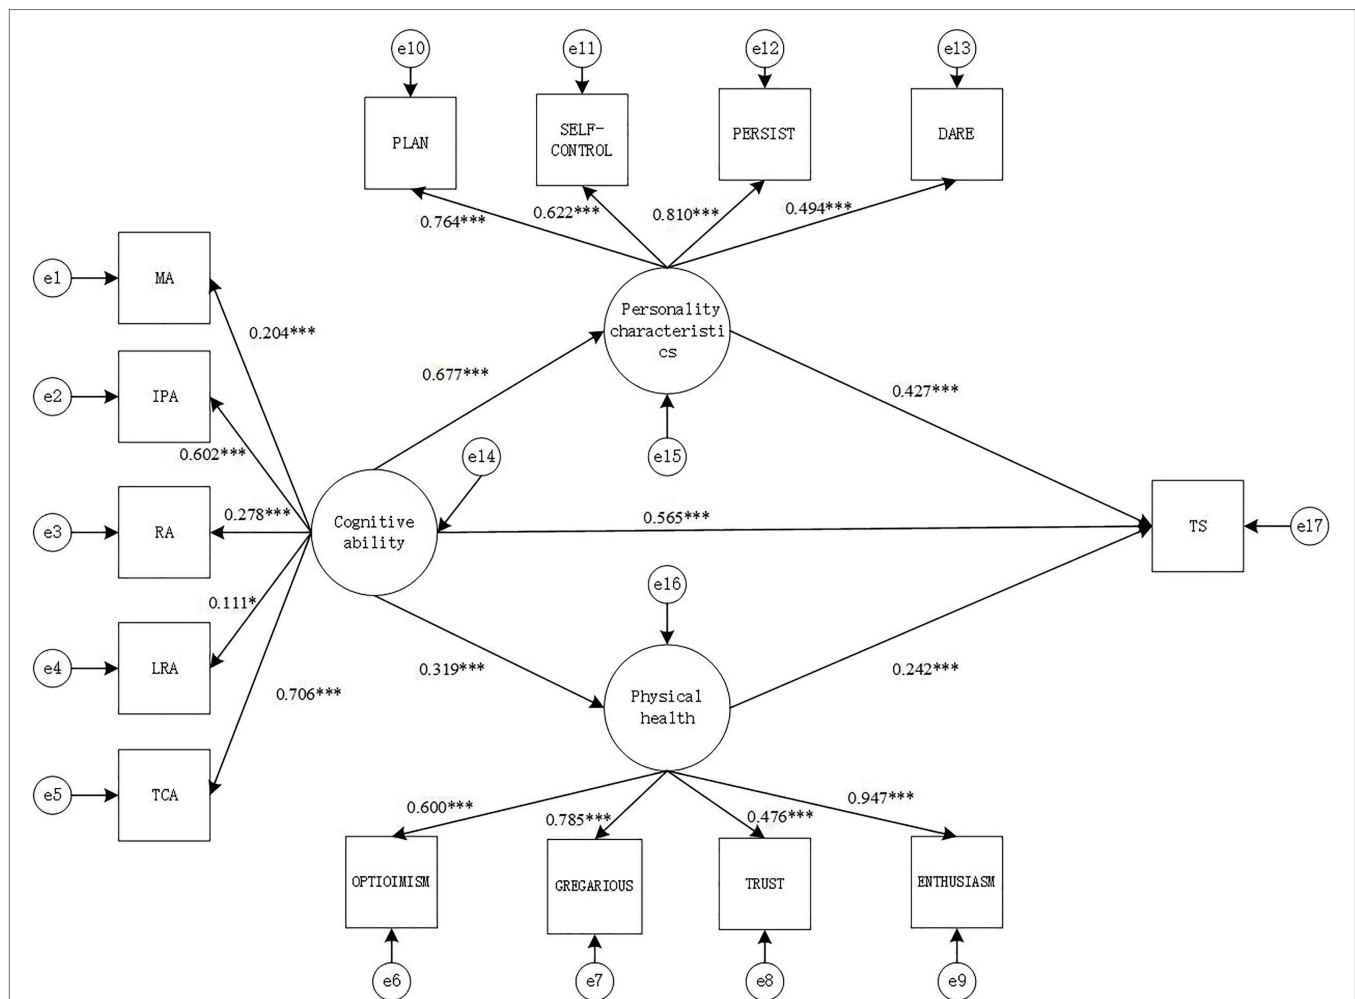 e10
e11
e12
e13
PLAN
SELF-
CONTROL
PERSIST
DARE
0.764***
0.622***
0.810***
0.494***
e1
MA
0.204***
Personality
characteristi
cs
e2
IPA
0.602***
0.677***
0.427***
e14
e15
e3
RA
0.278***
Cognitive
ability
0.565***
TS
e17
e16
0.111*
e4
LRA
0.319***
0.242***
0.706***
Physical
health
e5
TCA
0.600***
0.785***
0.476***
0.947***
OPTIOIMISM
GREGARIOUS
TRUST
ENTHUSIASM
e6
e7
e8
e9